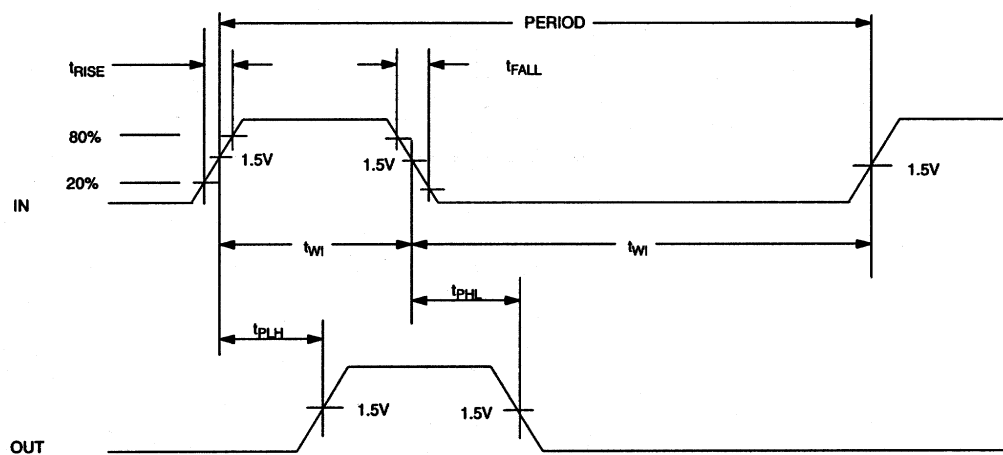 PERIOD
tRISE
tFALL
80%
1.5V
1.5V
20%
1.5V
IN
tWI
tWI
tPHL
tPLH
1.5V
1.5V
OUT